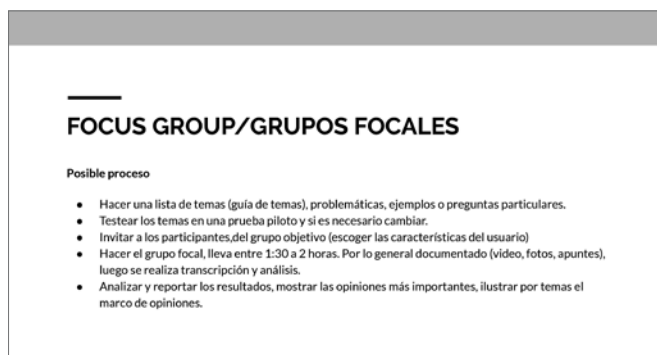 FOCUS GROUP/GRUPOS FOCALES
Posible proceso
● Hacer una lista de temas (guía de temas), problemáticas, ejemplos o preguntas particulares.
● Testear los temas en una prueba piloto y si es necesario cambiar.
● Invitar a los participantes,del grupo objetivo (escoger las características del usuario)
● Hacer el grupo focal, lleva entre 1:30 a 2 horas. Por lo general documentado (video, fotos, apuntes),
luego se realiza transcripción y análisis.
● Analizar y reportar los resultados, mostrar las opiniones más importantes, ilustrar por temas el
marco de opiniones.